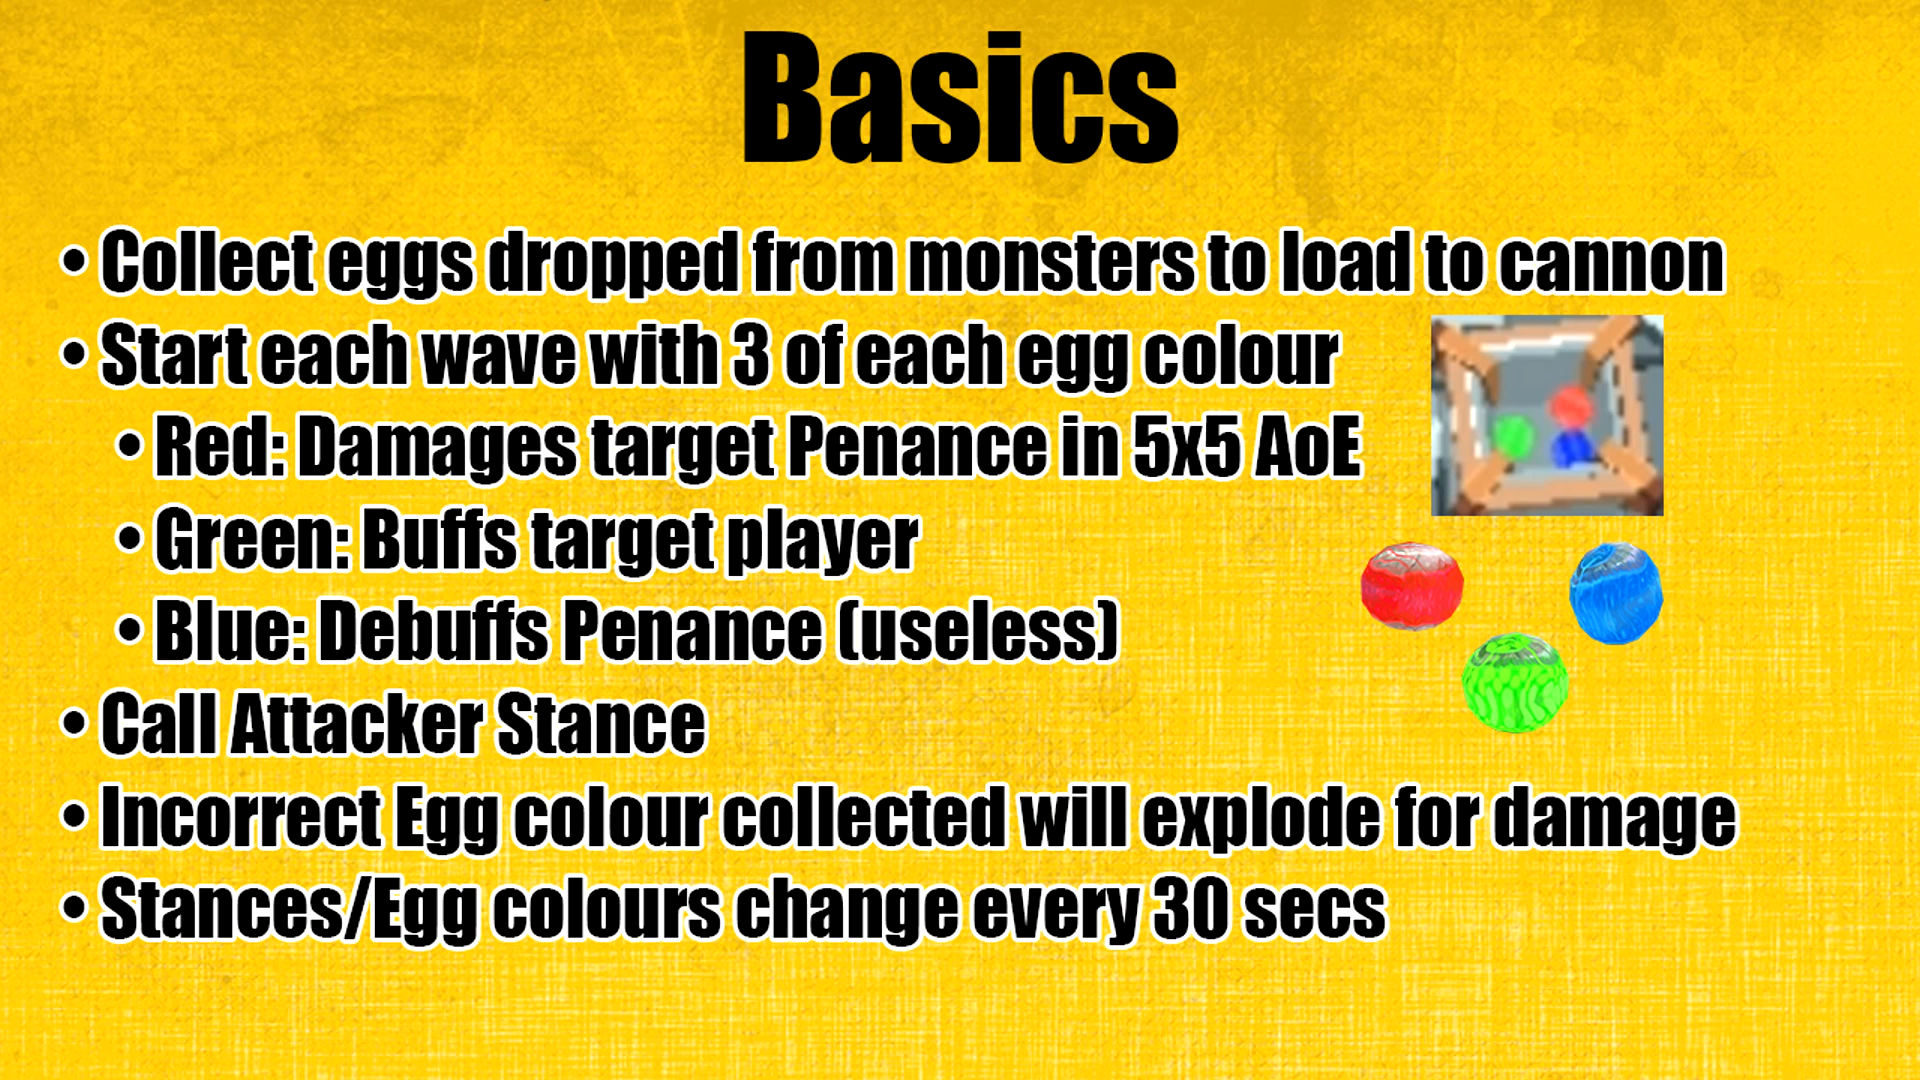 Basics
• Collect eggs dropped from monsters to load to cannon
• Start each wave with 3 of each egg colour
• Red: Damages target Penance in 5x5 AoE
• Green: Buffs target player
• Blue: Debuffs Penance (useless)
• Call Attacker Stance
• Incorrect Egg colour collected will explode for damage
• Stances/Egg colours change every 30 secs